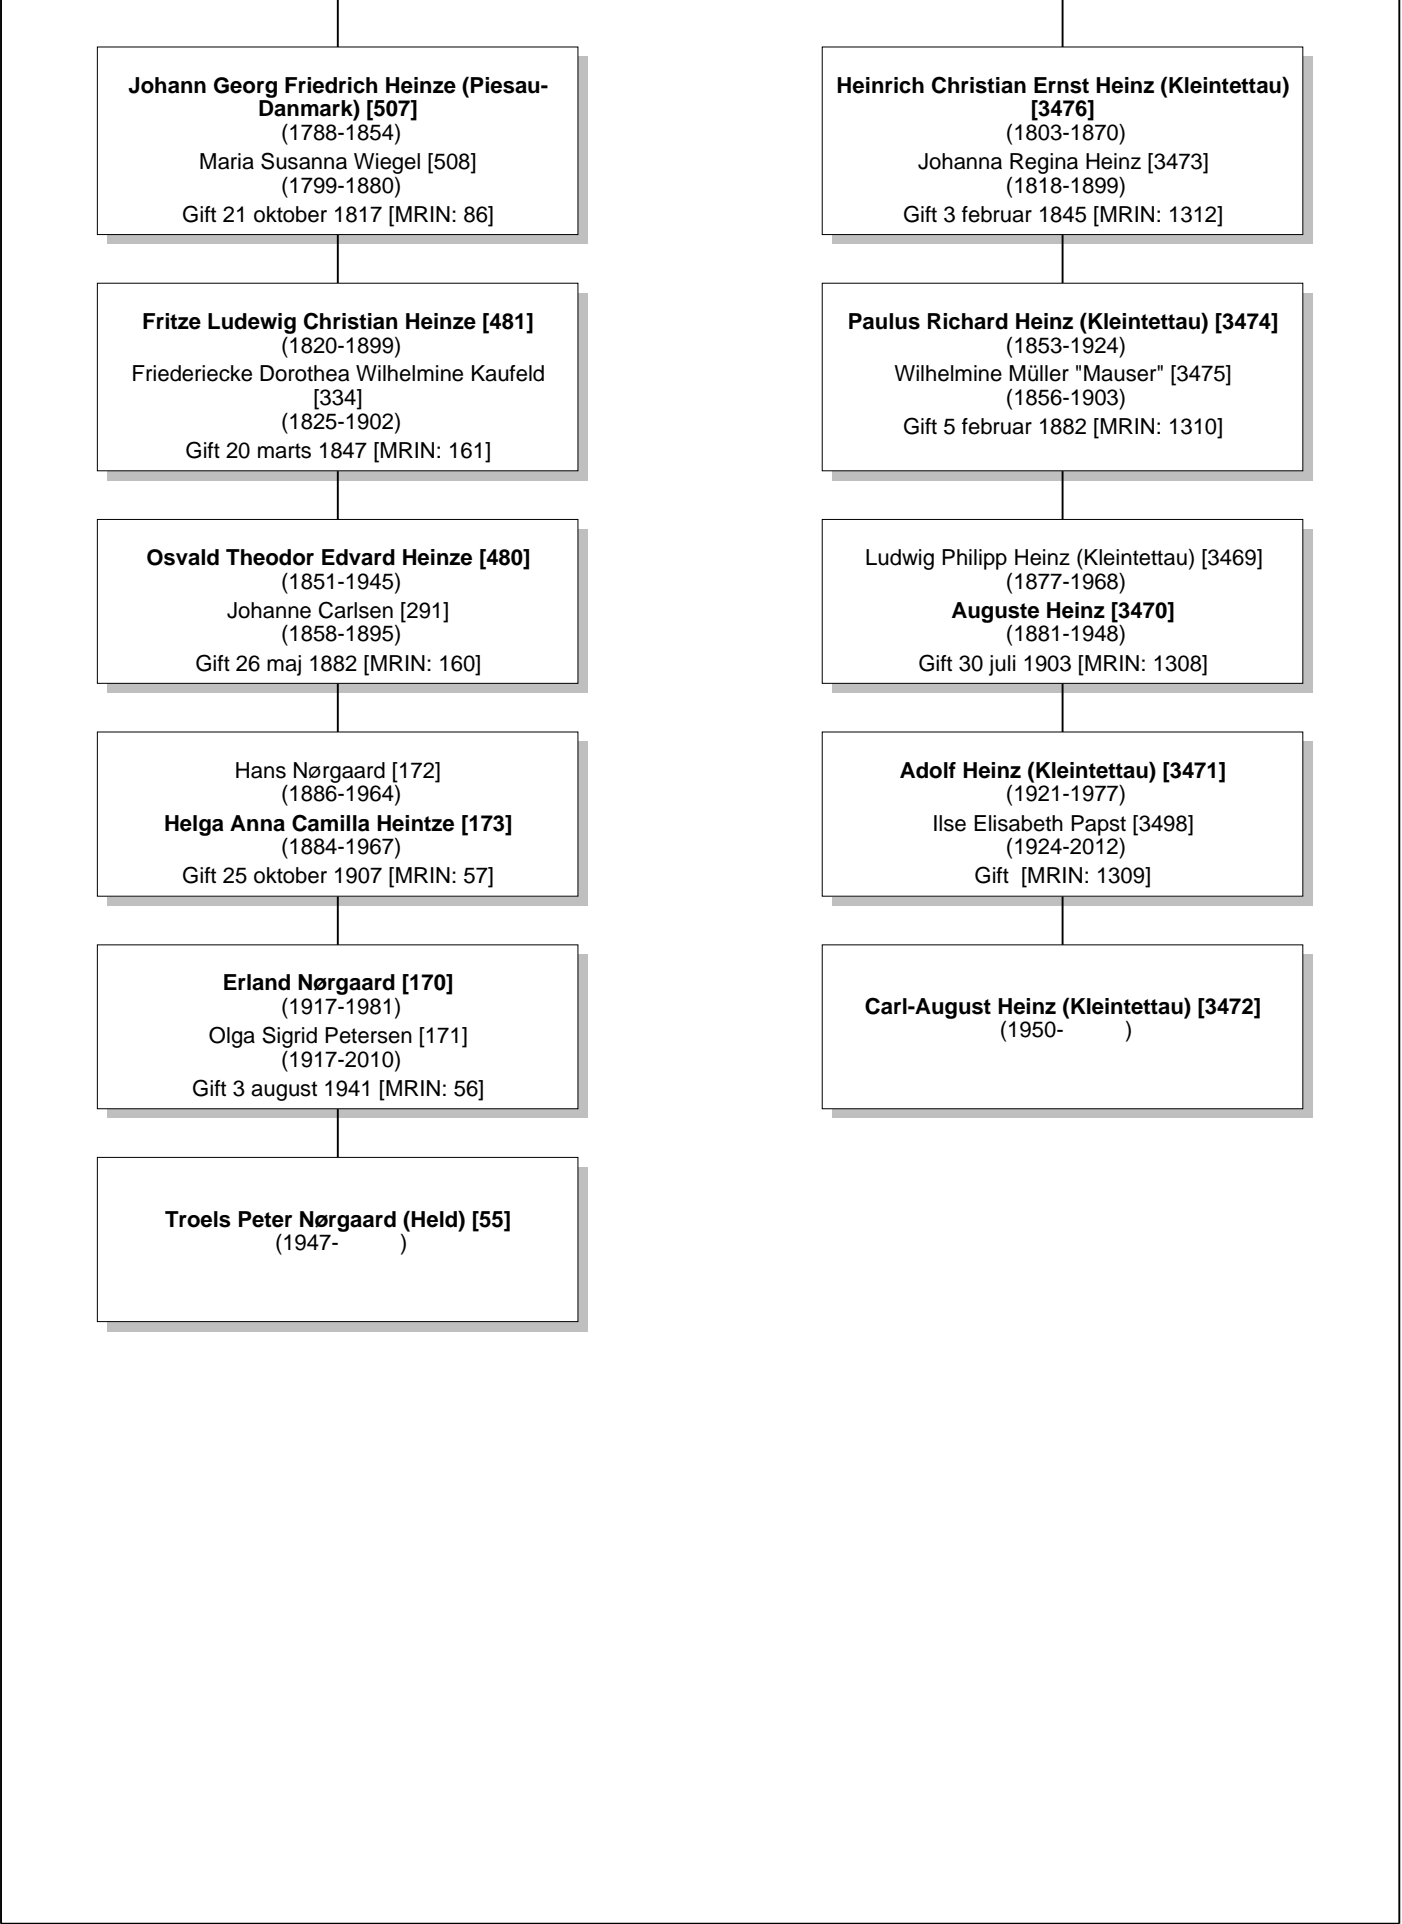 Johann Georg Friedrich Heinze (Piesau-
Danmark) [507]
(1788-1854)
Maria Susanna Wiegel [508]
(1799-1880)
Gift 21 oktober 1817 [MRIN: 86]
Fritze Ludewig Christian Heinze [481]
(1820-1899)
Friederiecke Dorothea Wilhelmine Kaufeld
[334]
(1825-1902)
Gift 20 marts 1847 [MRIN: 161]
Osvald Theodor Edvard Heinze [480]
(1851-1945)
Johanne Carlsen [291]
(1858-1895)
Gift 26 maj 1882 [MRIN: 160]
Hans Nørgaard [172]
(1886-1964)
Helga Anna Camilla Heintze [173]
(1884-1967)
Gift 25 oktober 1907 [MRIN: 57]
Erland Nørgaard [170]
(1917-1981)
Olga Sigrid Petersen [171]
(1917-2010)
Gift 3 august 1941 [MRIN: 56]
Troels Peter Nørgaard (Held) [55]
(1947-          )
Heinrich Christian Ernst Heinz (Kleintettau)
[3476]
(1803-1870)
Johanna Regina Heinz [3473]
(1818-1899)
Gift 3 februar 1845 [MRIN: 1312]
Paulus Richard Heinz (Kleintettau) [3474]
(1853-1924)
Wilhelmine Müller "Mauser" [3475]
(1856-1903)
Gift 5 februar 1882 [MRIN: 1310]
Ludwig Philipp Heinz (Kleintettau) [3469]
(1877-1968)
Auguste Heinz [3470]
(1881-1948)
Gift 30 juli 1903 [MRIN: 1308]
Adolf Heinz (Kleintettau) [3471]
(1921-1977)
Ilse Elisabeth Papst [3498]
(1924-2012)
Gift  [MRIN: 1309]
Carl-August Heinz (Kleintettau) [3472]
(1950-          )